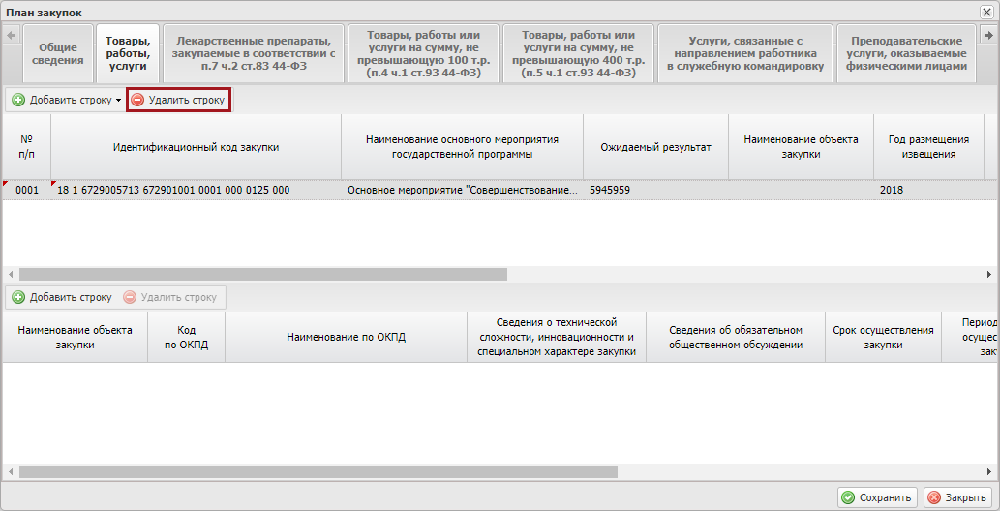 План закупок
Общие
сведения
Товары,
работы,
услуги
Лекарственные препараты,
закупаемые в соответствии с
п.7 ч.2 ст.83 44-ФЗ
Товары, работы или
услуги на сумму, не
превышающую 100 т.р.
(п.4 ч.1 ст.93 44-ФЗ)
Товары, работы или
услуги на сумму, не
превышающую 400 т.р.
(п.5 ч.1 ст.93 44-ФЗ)
Услуги, связанные с
направлением работника
в служебную командировку
Преподавательские
услуги, оказываемые
физическими лицами
Добавить строку
Удалить строку
№
п/п
Идентификационный код закупки
Наименование основного мероприятия
государственной программы
Ожидаемый результат
Наименование объекта
закупки
Год размещения
извещения
0001
18 1 6729005713 672901001 0001 000 0125 000
Основное мероприятие "Совершенствование...
5945959
2018
Добавить строку
Удалить строку
Наименование объекта
закупки
Код
по ОКПД
Наименование по ОКПД
Сведения о технической
сложности, инновационности и
специальном характере закупки
Сведения об обязательном
общественном обсуждении
Срок осуществления
закупки
Период
осущес
зак
Сохранить
Закрыть